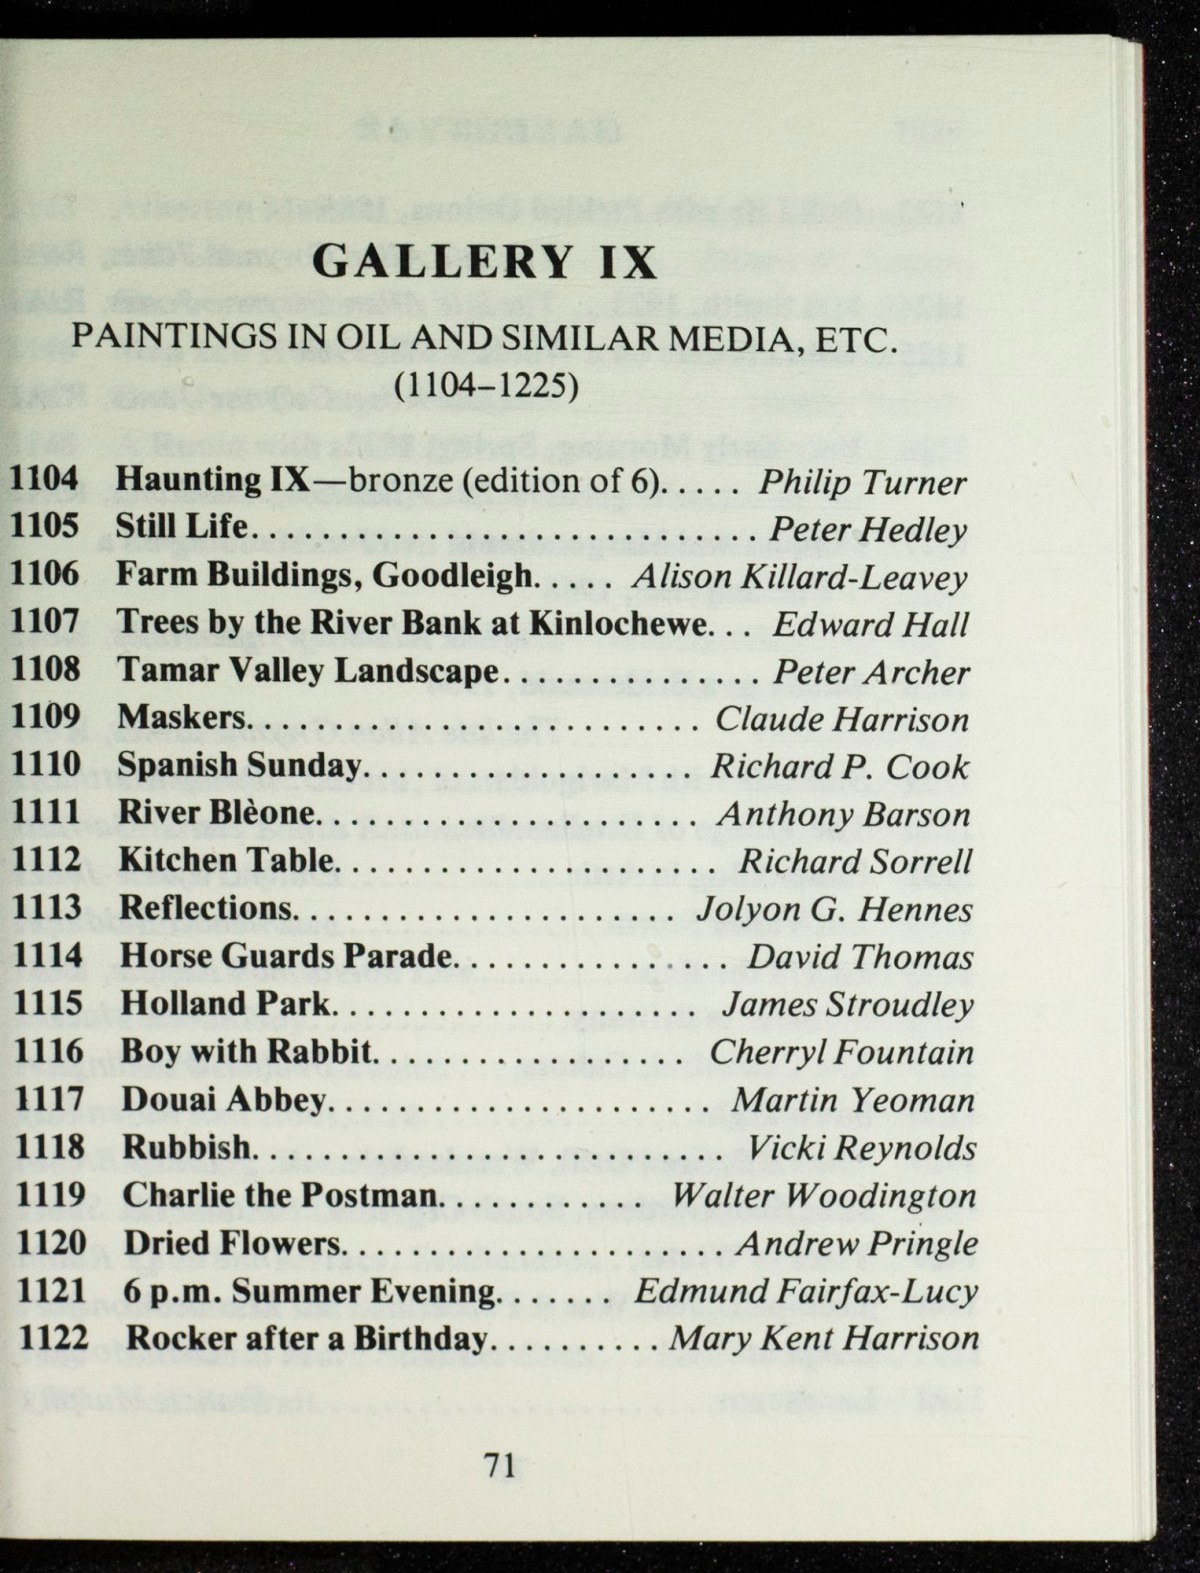 GALLERY IX
PAINTINGS IN OIL AND SIMILAR MEDIA, ETC.
(1104–1225)
1104 Haunting IX—bronze (edition of 6)..... Philip Turner
1105 Still Life............................ Peter Hedley
1106 Farm Buildings, Goodleigh..... Alison Killard-Leavey
1107 Trees by the River Bank at Kinlochewe... Edward Hall
1108 Tamar Valley Landscape............... Peter Archer
1109 Maskers......................... Claude Harrison
1110 Spanish Sunday................... Richard P. Cook
1111 River Blèone...................... Anthony Barson
1112 Kitchen Table...................... Richard Sorrell
1113 Reflections...................... Jolyon G. Hennes
1114 Horse Guards Parade................ David Thomas
1115 Holland Park..................... James Stroudley
1116 Boy with Rabbit.................. Cherryl Fountain
1117 Douai Abbey...................... Martin Yeoman
1118 Rubbish........................... Vicki Reynolds
1119 Charlie the Postman............ Walter Woodington
1120 Dried Flowers...................... Andrew Pringle
1121 6 p.m. Summer Evening....... Edmund Fairfax-Lucy
1122 Rocker after a Birthday.......... Mary Kent Harrison
71